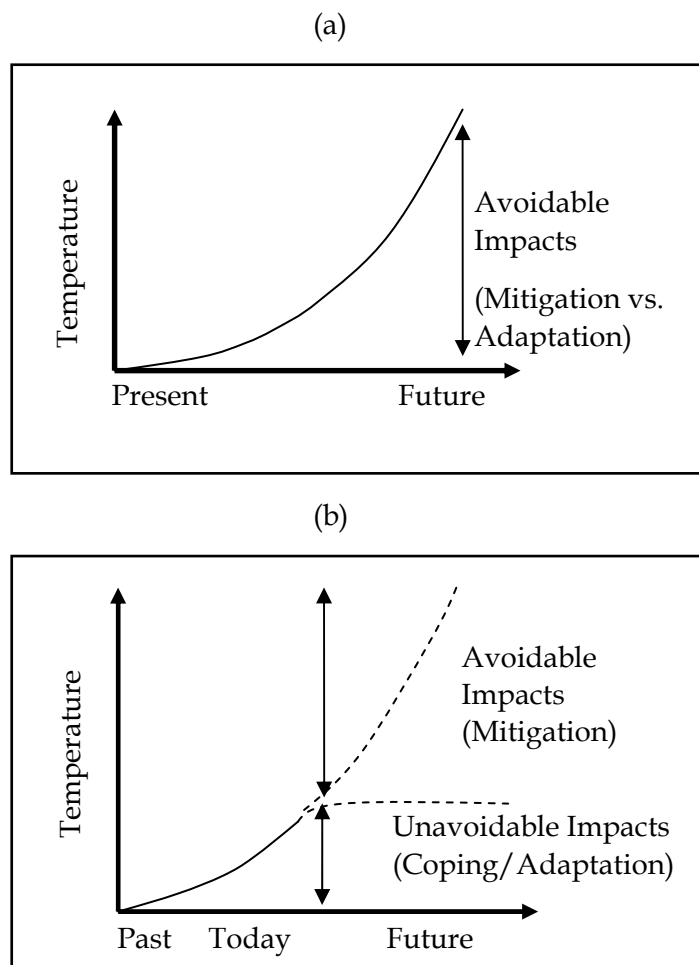 (a)
Temperature
Avoidable
Impacts
(Mitigation vs.
Adaptation)
Present Future
(b)
Temperature
Avoidable
Impacts
(Mitigation)
Unavoidable Impacts
(Coping/Adaptation)
Past Today Future